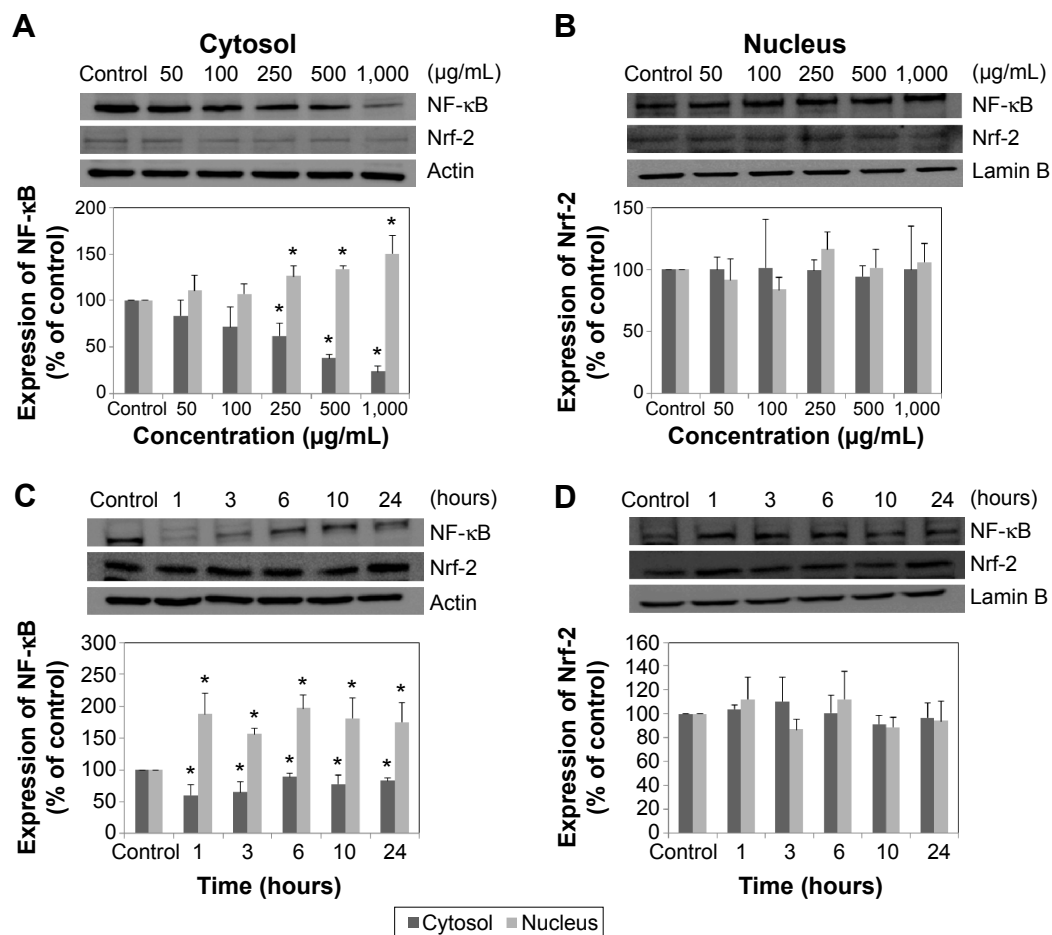 A
Cytosol
Control 50 100 250 500 1,000 (µg/mL)
NF-κB
Nrf-2
Actin
Expression of NF-κB
(% of control)
200
150
100
50
0
* * *
* * *
Control 50 100 250 500 1,000
Concentration (µg/mL)
B
Nucleus
Control 50 100 250 500 1,000 (µg/mL)
NF-κB
Nrf-2
Lamin B
Expression of Nrf-2
(% of control)
150
100
50
0
Control 50 100 250 500 1,000
Concentration (µg/mL)
C
Control 1 3 6 10 24 (hours)
NF-κB
Nrf-2
Actin
Expression of NF-κB
(% of control)
300
250
200
150
100
50
0
* * * * *
* * * * *
Control 1 3 6 10 24
Time (hours)
D
Control 1 3 6 10 24 (hours)
NF-κB
Nrf-2
Lamin B
Expression of Nrf-2
(% of control)
160
140
120
100
80
60
40
20
0
Control 1 3 6 10 24
Time (hours)
Cytosol Nucleus